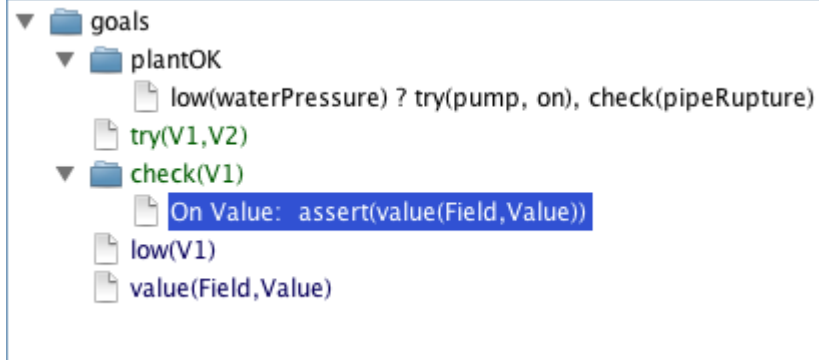 goals
plantOK
low(waterPressure) ? try(pump, on), check(pipeRupture)
try(V1,V2)
check(V1)
On Value:  assert(value(Field,Value))
low(V1)
value(Field,Value)